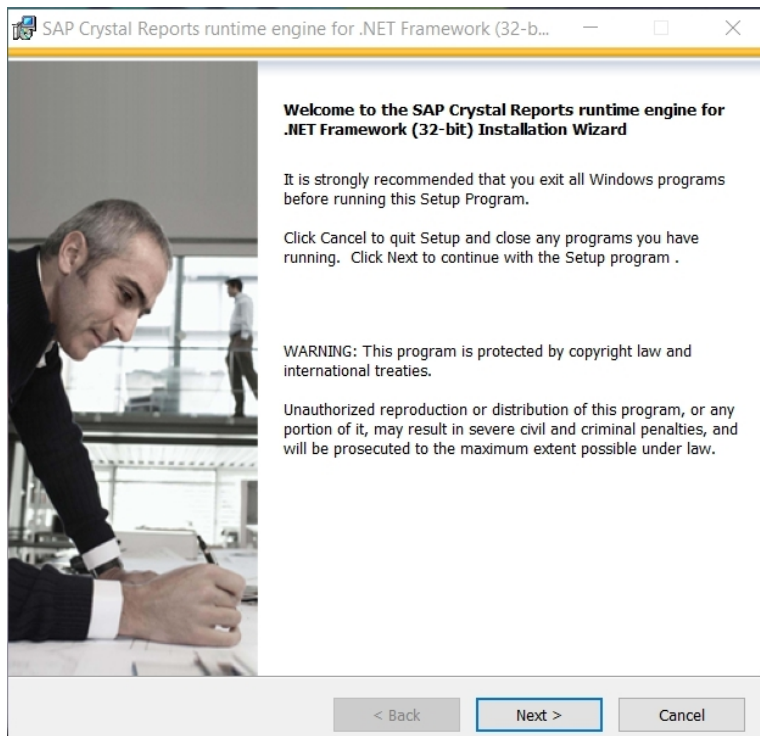 SAP Crystal Reports runtime engine for .NET Framework (32-b...
Welcome to the SAP Crystal Reports runtime engine for
.NET Framework (32-bit) Installation Wizard
It is strongly recommended that you exit all Windows programs
before running this Setup Program.
Click Cancel to quit Setup and close any programs you have
running.  Click Next to continue with the Setup program .
WARNING: This program is protected by copyright law and
international treaties.
Unauthorized reproduction or distribution of this program, or any
portion of it, may result in severe civil and criminal penalties, and
will be prosecuted to the maximum extent possible under law.
< Back
Next >
Cancel